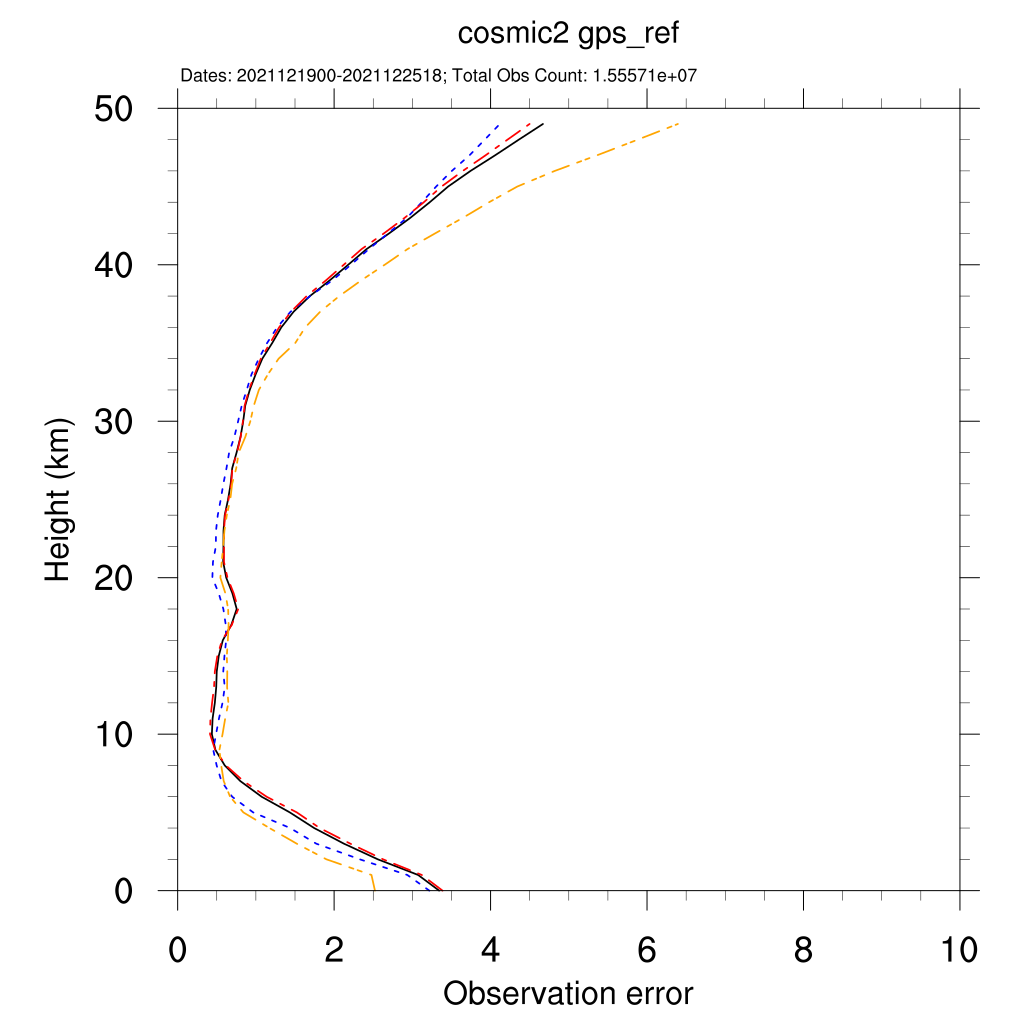 cosmic2 gps_ref
Dates: 2021121900-2021122518; Total Obs Count: 1.55571e+07
50
40
30
20
10
0
Height (km)
0 2 4 6 8 10
Observation error